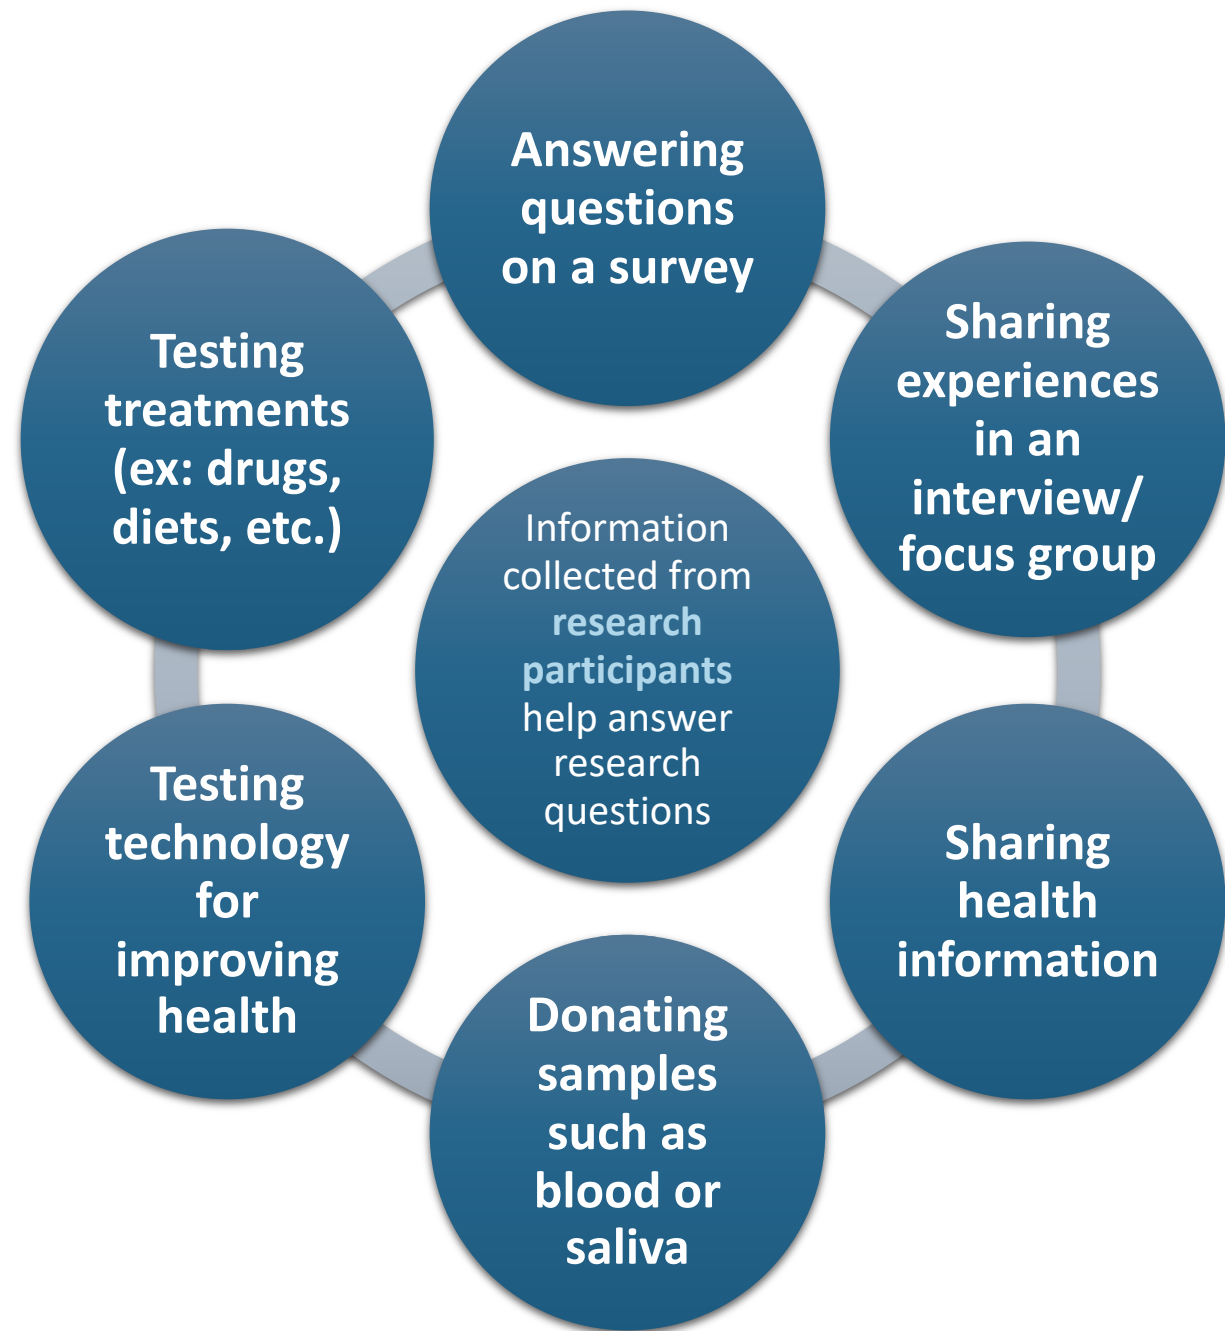 Answering
questions
on a survey
Sharing
experiences
in an
interview/
focus group
Sharing
health
information
Donating
samples
such as
blood or
saliva
Testing
technology
for
improving
health
Testing
treatments
(ex: drugs,
diets, etc.)
Information
collected from
research
participants
help answer
research
questions